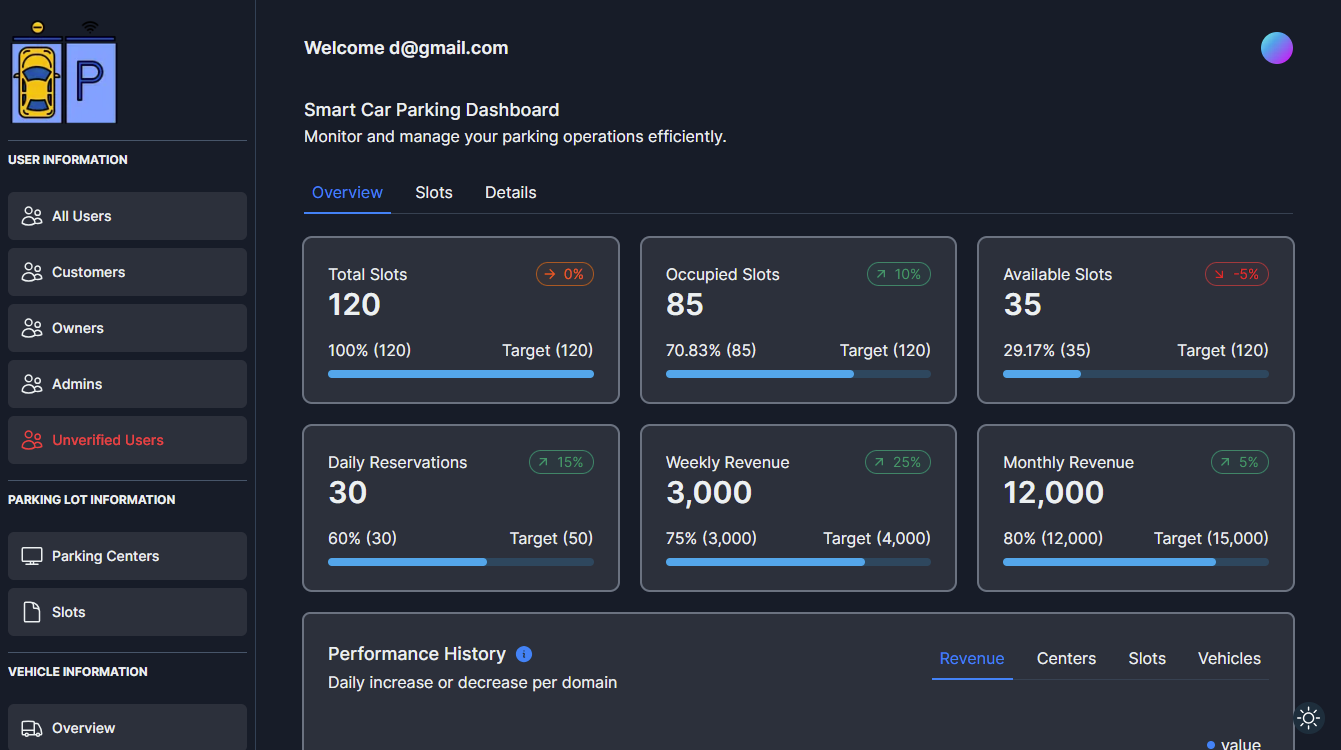 P
USER INFORMATION
All Users
Customers
Owners
Admins
Unverified Users
PARKING LOT INFORMATION
Parking Centers
Slots
VEHICLE INFORMATION
Overview
Welcome d@gmail.com
Smart Car Parking Dashboard
Monitor and manage your parking operations efficiently.
Overview Slots Details
Total Slots 0%
120
100% (120) Target (120)
Occupied Slots 10%
85
70.83% (85) Target (120)
Available Slots -5%
35
29.17% (35) Target (120)
Daily Reservations 15%
30
60% (30) Target (50)
Weekly Revenue 25%
3,000
75% (3,000) Target (4,000)
Monthly Revenue 5%
12,000
80% (12,000) Target (15,000)
Performance History
Daily increase or decrease per domain
Revenue Centers Slots Vehicles
value